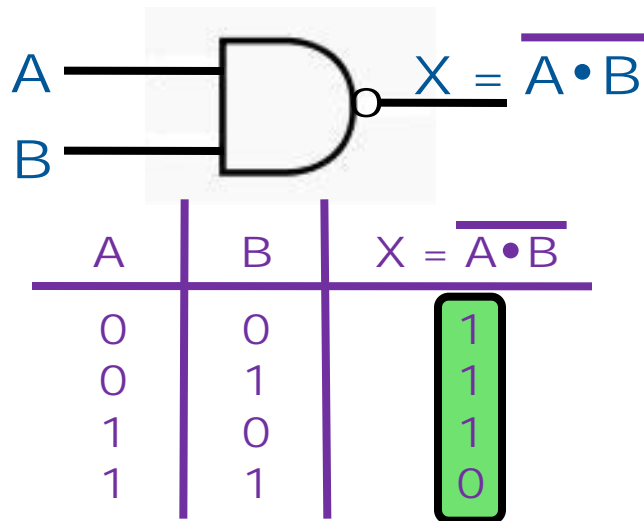 A
X = A•B
B
A B X = A•B
0 0 1
0 1 1
1 0 1
1 1 0